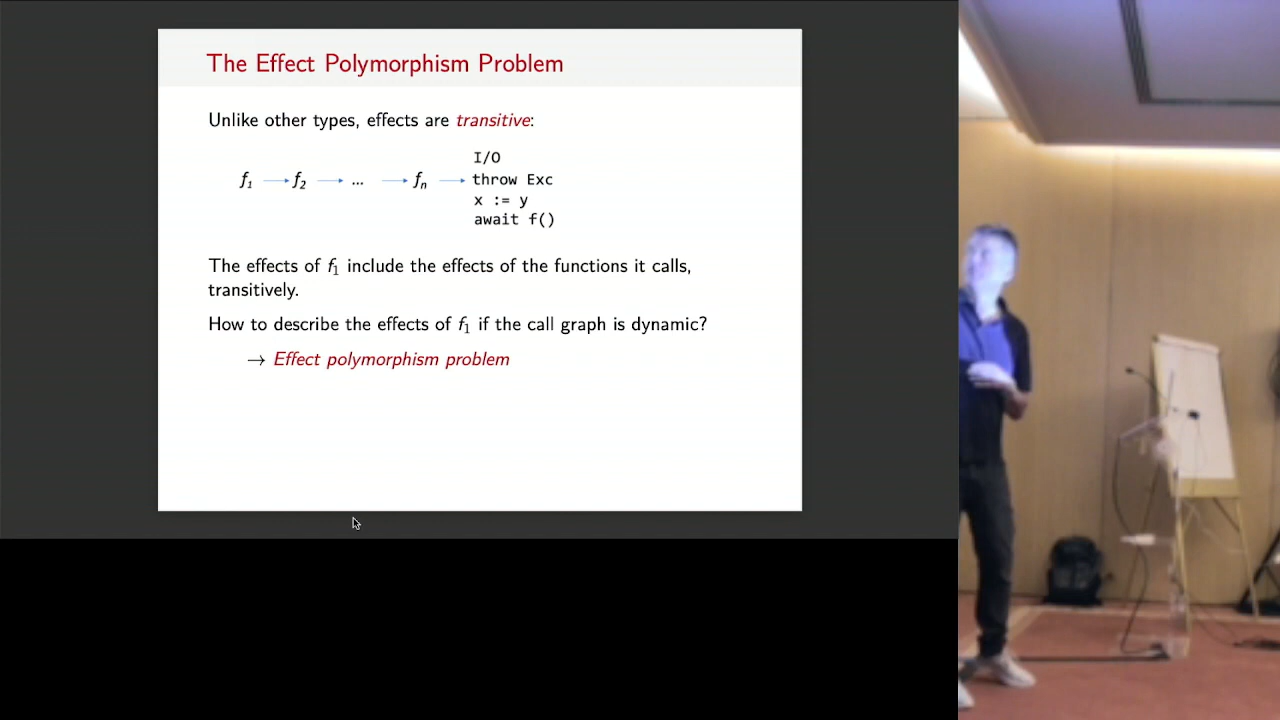 The Effect Polymorphism Problem
Unlike other types, effects are transitive:
I/O
f₁ → f₂ → ... → fₙ → throw Exc
x := y
await f()
The effects of f₁ include the effects of the functions it calls,
transitively.
How to describe the effects of f₁ if the call graph is dynamic?
→ Effect polymorphism problem